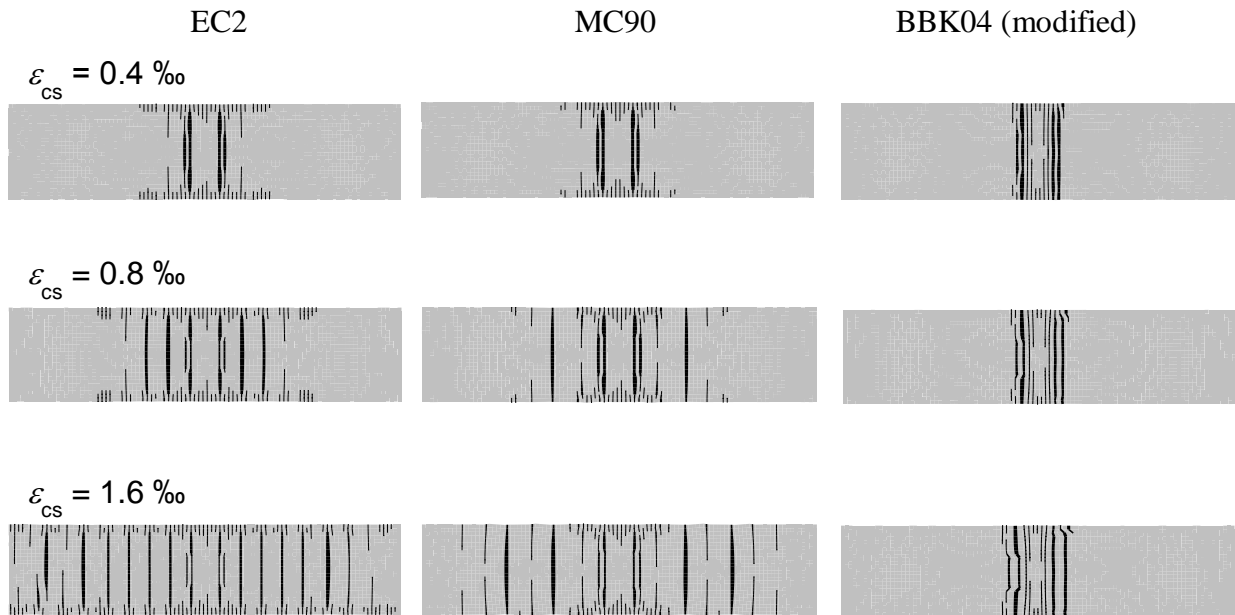 EC2 MC90 BBK04 (modified)
εcs = 0.4 ‰
εcs = 0.8 ‰
εcs = 1.6 ‰